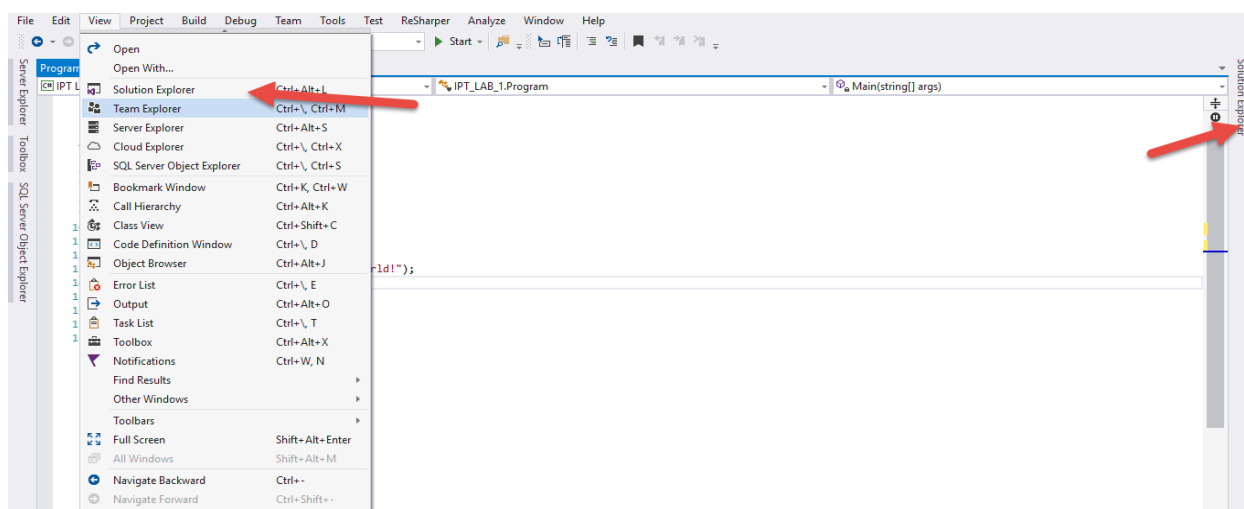 File Edit View Project Build Debug Team Tools Test ReSharper Analyze Window Help
Open
Start
Open With...
Program
IPT L
IPT_LAB_1.Program
Main(string[] args)
Solution Explorer Ctrl+Alt+L
Team Explorer Ctrl+\, Ctrl+M
Server Explorer Ctrl+Alt+S
Cloud Explorer Ctrl+\, Ctrl+X
SQL Server Object Explorer Ctrl+\, Ctrl+S
Bookmark Window Ctrl+K, Ctrl+W
Call Hierarchy Ctrl+Alt+K
Class View Ctrl+Shift+C
Code Definition Window Ctrl+\, D
Object Browser Ctrl+Alt+J
rld!");
Error List Ctrl+\, E
Output Ctrl+Alt+O
Task List Ctrl+\, T
Toolbox Ctrl+Alt+X
Notifications Ctrl+W, N
Find Results
Other Windows
Toolbars
Full Screen Shift+Alt+Enter
All Windows Shift+Alt+M
Navigate Backward Ctrl+-
Navigate Forward Ctrl+Shift+-
Server Explorer
Toolbox
SQL Server Object Explorer
Solution Explorer